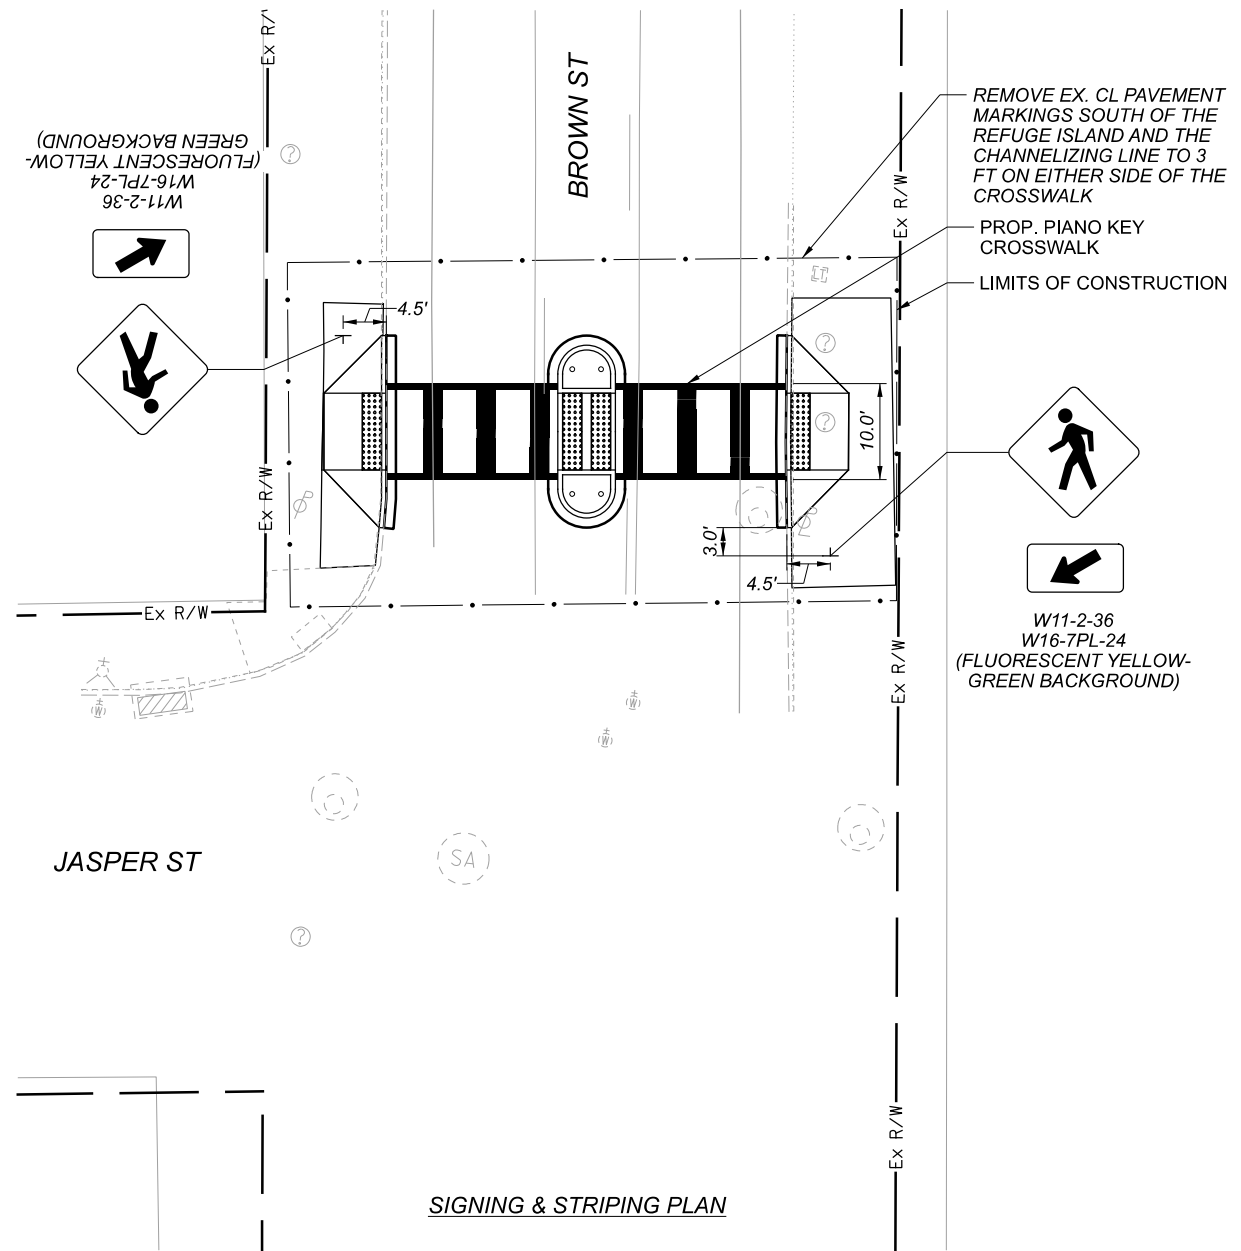 Ex R/W
W11-2-36
W16-7PL-24
(FLUORESCENT YELLOW-
GREEN BACKGROUND)
BROWN ST
REMOVE EX. CL PAVEMENT
MARKINGS SOUTH OF THE
REFUGE ISLAND AND THE
CHANNELIZING LINE TO 3
FT ON EITHER SIDE OF THE
CROSSWALK
Ex R/W
PROP. PIANO KEY
CROSSWALK
LIMITS OF CONSTRUCTION
4.5'
10.0'
Ex R/W
3.0'
4.5'
Ex R/W
W11-2-36
W16-7PL-24
(FLUORESCENT YELLOW-
GREEN BACKGROUND)
Ex R/W
?
?
?
P
P
W
W
W
JASPER ST
SA
?
Ex R/W
SIGNING & STRIPING PLAN